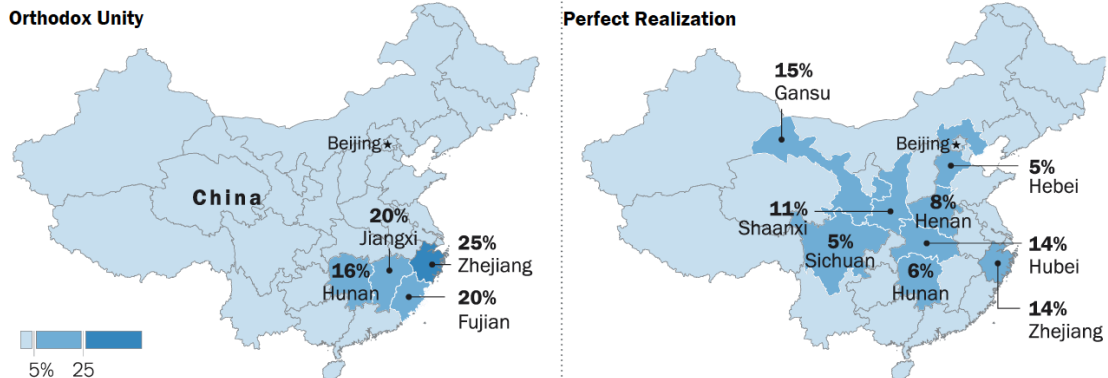 Orthodox Unity
Beijing
China
20%
Jiangxi
25%
Zhejiang
16%
Hunan
20%
Fujian
5% 25
Perfect Realization
15%
Gansu
Beijing
5%
Hebei
8%
Henan
11%
Shaanxi
14%
Hubei
5%
Sichuan
6%
Hunan
14%
Zhejiang